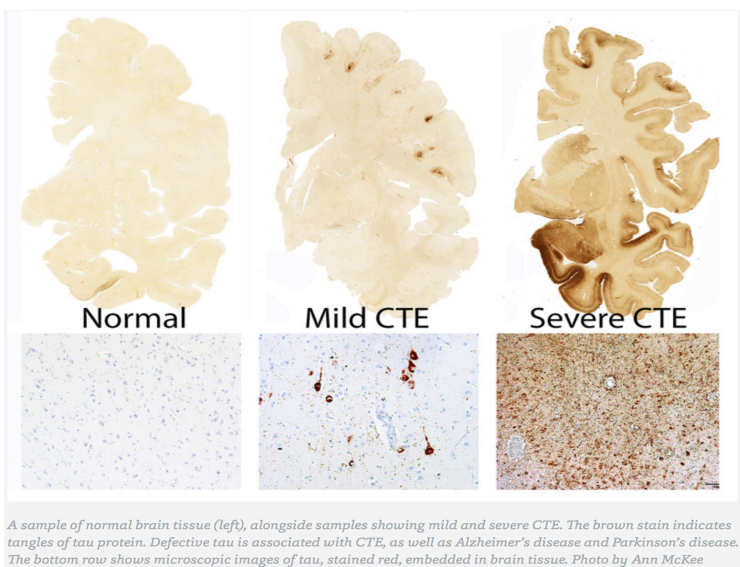 Normal
Mild CTE
Severe CTE
A sample of normal brain tissue (left), alongside samples showing mild and severe CTE. The brown stain indicates
tangles of tau protein. Defective tau is associated with CTE, as well as Alzheimer's disease and Parkinson's disease.
The bottom row shows microscopic images of tau, stained red, embedded in brain tissue. Photo by Ann McKee